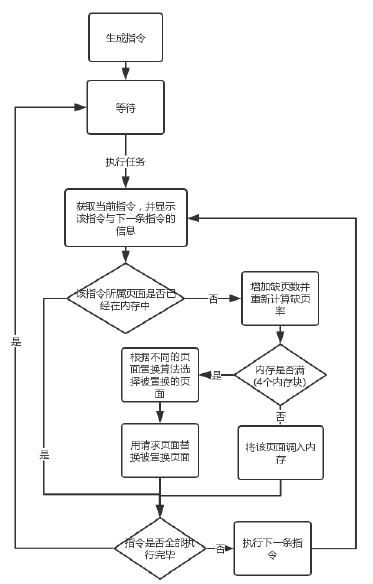 生成指令
等待
执行任务
获取当前指令，并显示
该指令与下一条指令的
信息
该指令所属页面是否已
经在内存中
否
增加缺页数并
重新计算缺页
率
是
根据不同的页
面置换算法选
择被置换的页
面
是
内存是否满
(4个内存块)
否
用请求页面替
换被置换页面
将该页面调入内
存
是
指令是否全部执
行完毕
否
执行下一条指
令